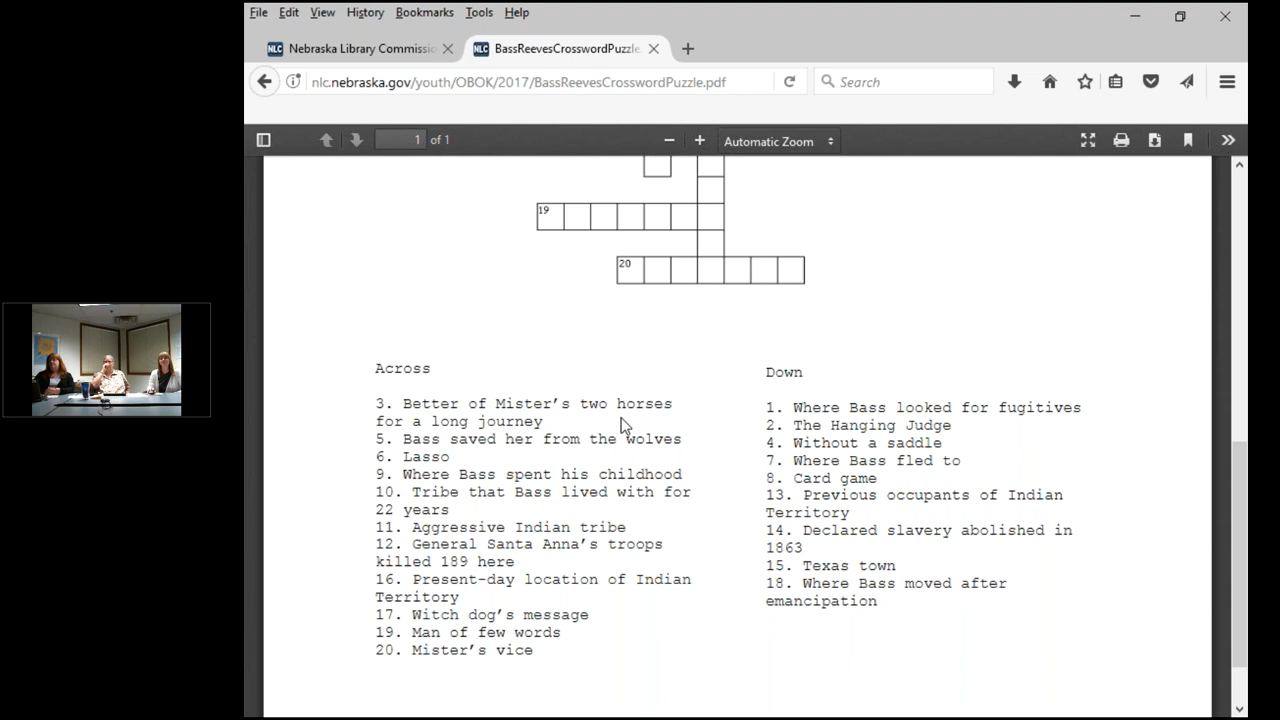 File Edit View History Bookmarks Tools Help
NLC Nebraska Library Commissio
NLC BassReevesCrosswordPuzzle.
nlc.nebraska.gov/youth/OBOK/2017/BassReevesCrosswordPuzzle.pdf
Search
1 of 1
Automatic Zoom
19
20
Across
3. Better of Mister's two horses
for a long journey
5. Bass saved her from the wolves
6. Lasso
9. Where Bass spent his childhood
10. Tribe that Bass lived with for
22 years
11. Aggressive Indian tribe
12. General Santa Anna's troops
killed 189 here
16. Present-day location of Indian
Territory
17. Witch dog's message
19. Man of few words
20. Mister's vice
Down
1. Where Bass looked for fugitives
2. The Hanging Judge
4. Without a saddle
7. Where Bass fled to
8. Card game
13. Previous occupants of Indian
Territory
14. Declared slavery abolished in
1863
15. Texas town
18. Where Bass moved after
emancipation